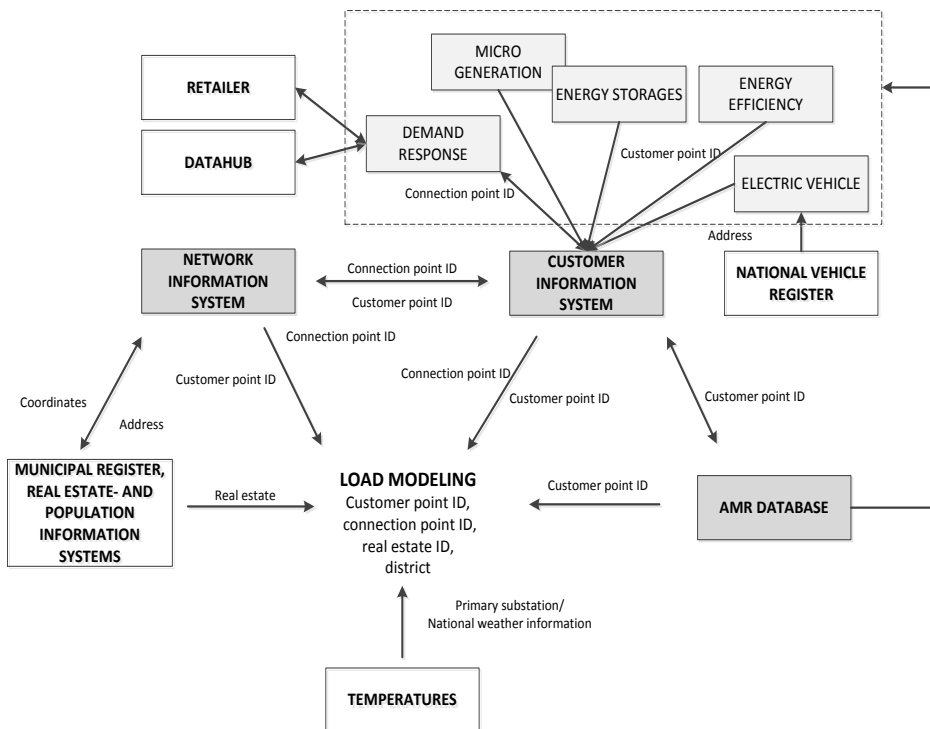 MICRO
GENERATION
RETAILER
ENERGY STORAGES
ENERGY
EFFICIENCY
DATAHUB
DEMAND
RESPONSE
Customer point ID
Connection point ID
ELECTRIC VEHICLE
Address
NETWORK
INFORMATION
SYSTEM
Connection point ID
Customer point ID
CUSTOMER
INFORMATION
SYSTEM
NATIONAL VEHICLE
REGISTER
Connection point ID
Customer point ID
Connection point ID
Customer point ID
Customer point ID
Coordinates
Address
MUNICIPAL REGISTER,
REAL ESTATE- AND
POPULATION
INFORMATION
SYSTEMS
Real estate
LOAD MODELING
Customer point ID,
connection point ID,
real estate ID,
district
Customer point ID
AMR DATABASE
Primary substation/
National weather information
TEMPERATURES